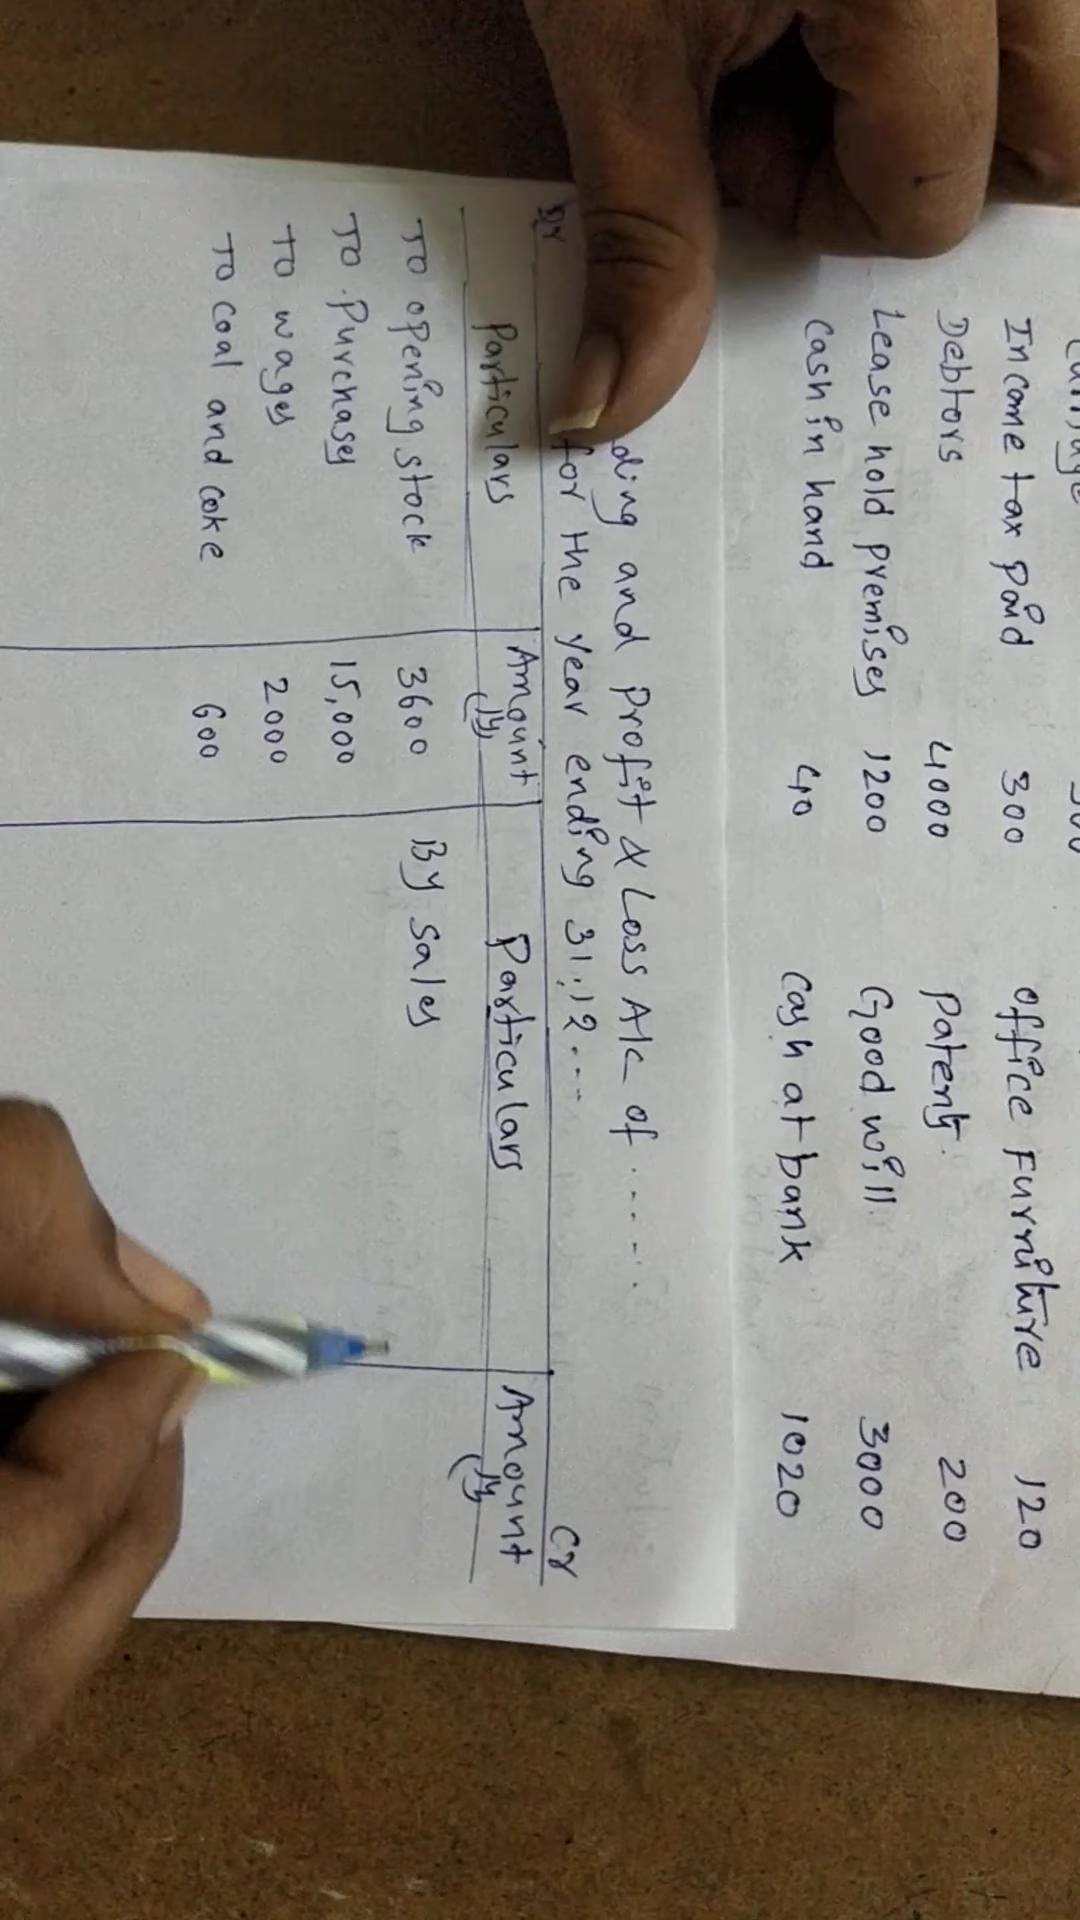 Income tax paid 300 office Furniture 120
Debtors 4000 patents 200
Lease hold premises 1200 Good will 3000
cash in hand 40 cash at bank 1020
ding and profit & Loss A/c of ......
for the year ending 31.12....
Dr Cr
Particulars Amount Particulars Amount
To opening stock 3600 By sales
To purchases 15,000
To wages 2000
To coal and coke 600